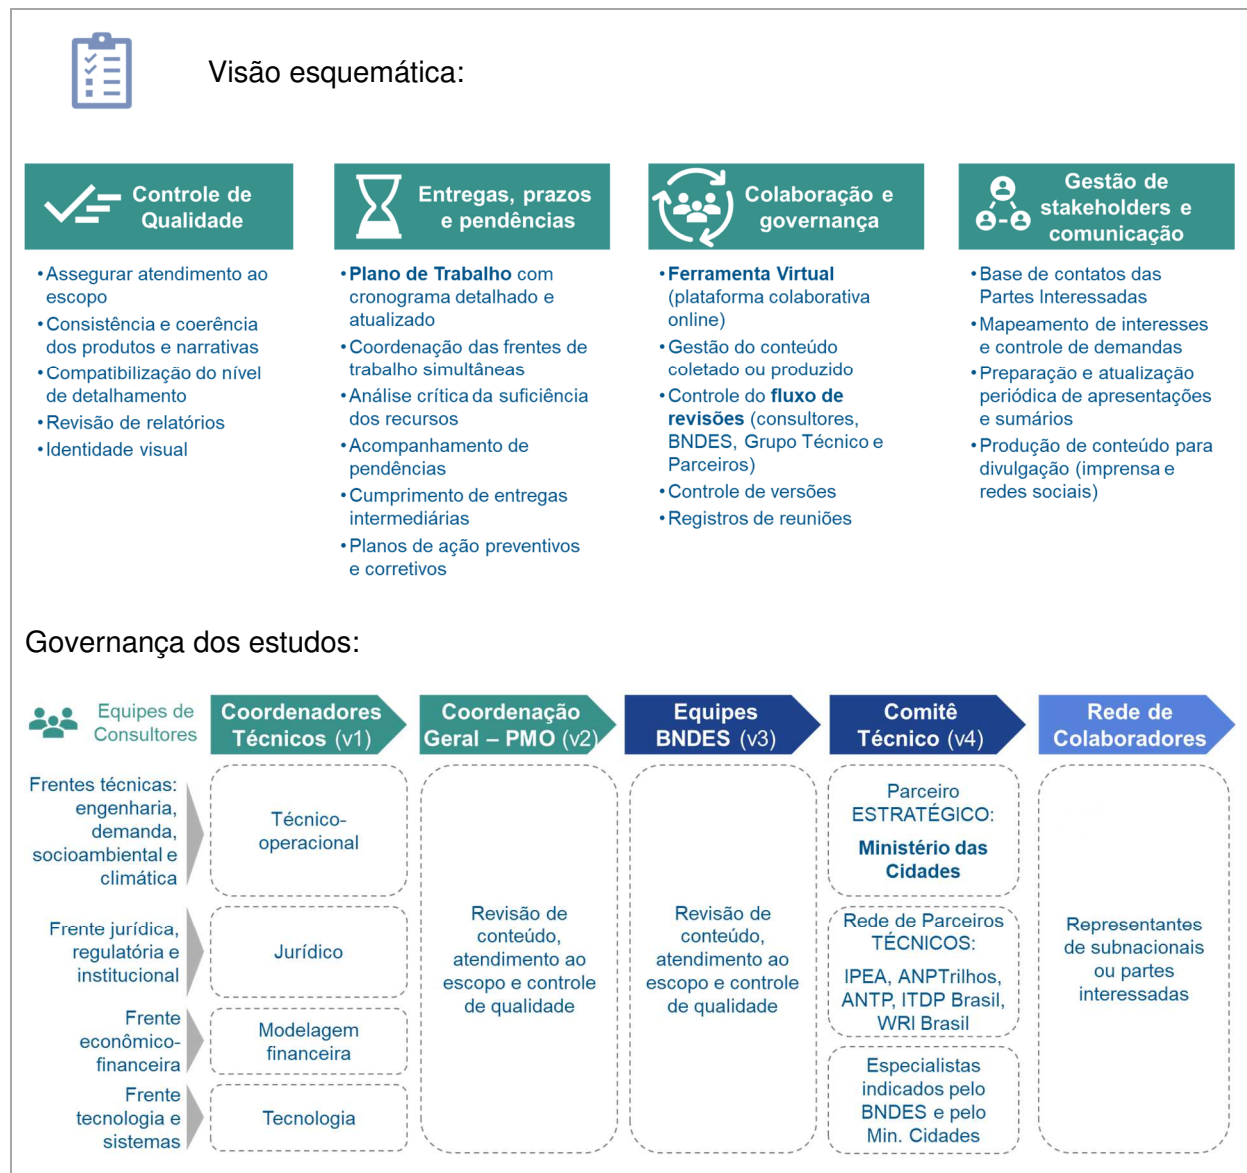 Visão esquemática:
Controle de
Qualidade
• Assegurar atendimento ao
escopo
• Consistência e coerência
dos produtos e narrativas
• Compatibilização do nível
de detalhamento
• Revisão de relatórios
• Identidade visual
Entregas, prazos
e pendências
• Plano de Trabalho com
cronograma detalhado e
atualizado
• Coordenação das frentes de
trabalho simultâneas
• Análise crítica da suficiência
dos recursos
• Acompanhamento de
pendências
• Cumprimento de entregas
intermediárias
• Planos de ação preventivos
e corretivos
Colaboração e
governança
• Ferramenta Virtual
(plataforma colaborativa
online)
• Gestão do conteúdo
coletado ou produzido
• Controle do fluxo de
revisões (consultores,
BNDES, Grupo Técnico e
Parceiros)
• Controle de versões
• Registros de reuniões
Gestão de
stakeholders e
comunicação
• Base de contatos das
Partes Interessadas
• Mapeamento de interesses
e controle de demandas
• Preparação e atualização
periódica de apresentações
e sumários
• Produção de conteúdo para
divulgação (imprensa e
redes sociais)
Governança dos estudos:
Equipes de
Consultores
Frentes técnicas:
engenharia,
demanda,
socioambiental e
climática
Frente jurídica,
regulatória e
institucional
Frente
econômico-
financeira
Frente
tecnologia e
sistemas
Coordenadores
Técnicos (v1)
Técnico-
operacional
Jurídico
Modelagem
financeira
Tecnologia
Coordenação
Geral – PMO (v2)
Revisão de
conteúdo,
atendimento ao
escopo e controle
de qualidade
Equipes
BNDES (v3)
Revisão de
conteúdo,
atendimento ao
escopo e controle
de qualidade
Comitê
Técnico (v4)
Parceiro
ESTRATÉGICO:
Ministério das
Cidades
Rede de Parceiros
TÉCNICOS:
IPEA, ANPTrilhos,
ANTP, ITDP Brasil,
WRI Brasil
Especialistas
indicados pelo
BNDES e pelo
Min. Cidades
Rede de
Colaboradores
Representantes
de subnacionais
ou partes
interessadas